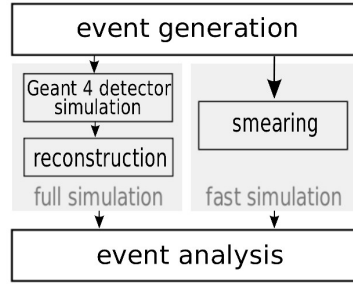 event generation
Geant 4 detector
simulation
reconstruction
full simulation
smearing
fast simulation
event analysis